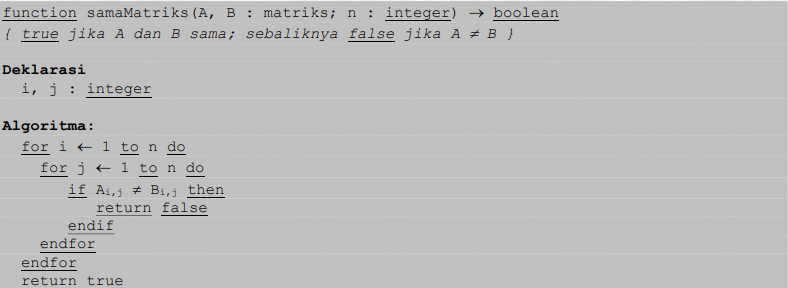 function samaMatriks(A, B : matriks; n : integer) → boolean
{ true jika A dan B sama; sebaliknya false jika A ≠ B }
Deklarasi
i, j : integer
Algoritma:
for i ← 1 to n do
for j ← 1 to n do
if Ai,j ≠ Bi,j then
return false
endif
endfor
endfor
return true